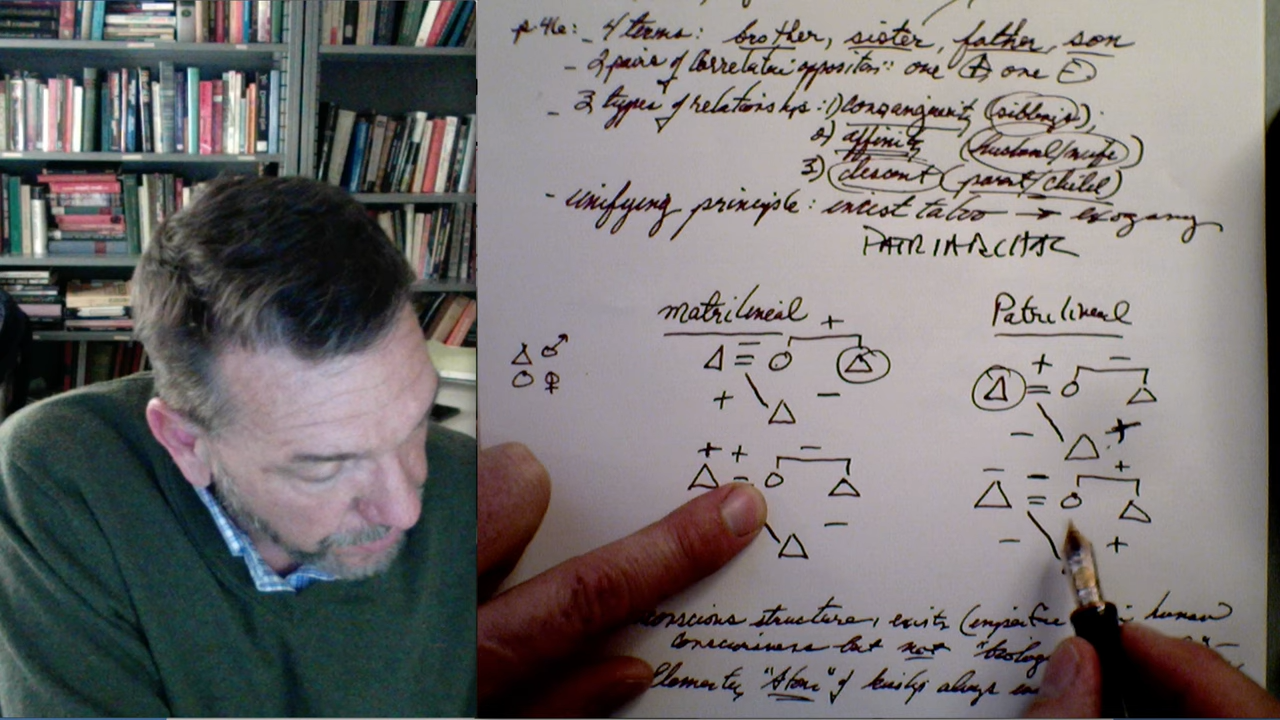 p. 46: - 4 terms: brother, sister, father, son
- 2 pairs of correlative oppositions: one + one -
- 3 types of relationships: 1) consanguinity (siblings);
2) affinity (husband/wife)
3) descent (parent/child)
- unifying principle: incest taboo → exogamy
PATRIARCHAL
matrilineal
Patrilineal
structure, exists in human
consciousness but not
"Atom" of kinship always